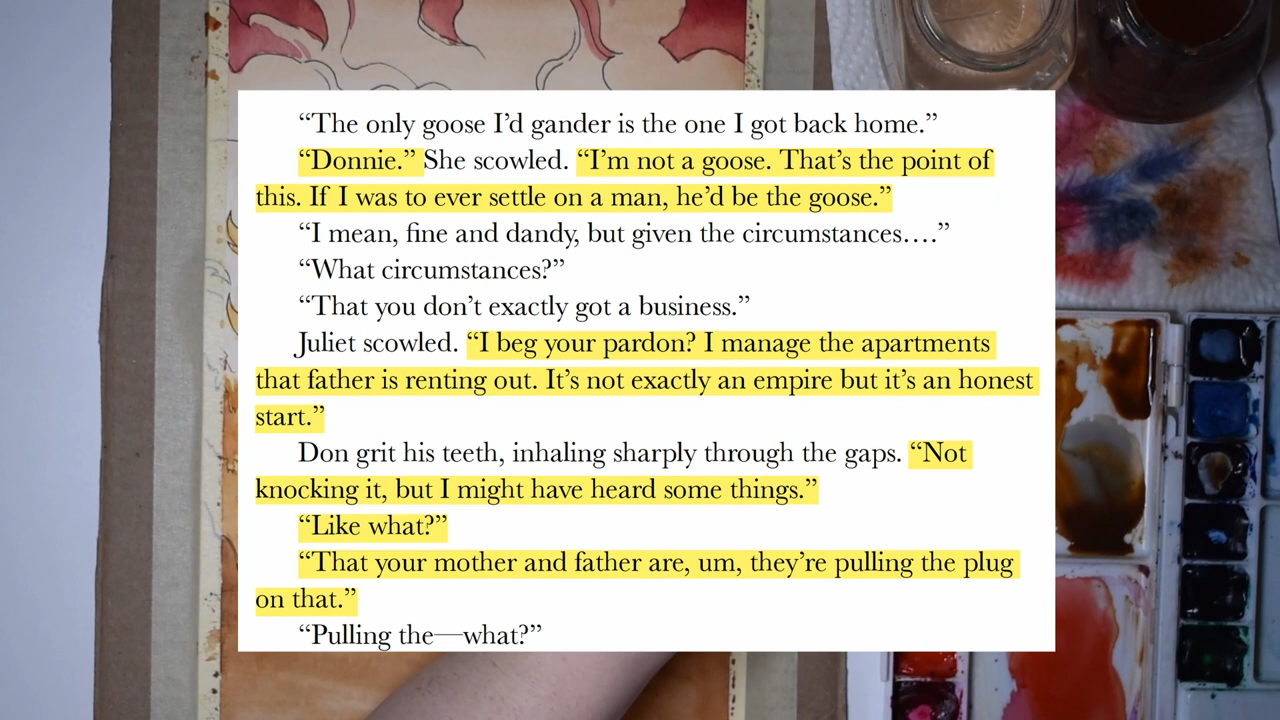 “The only goose I’d gander is the one I got back home.”
“Donnie.” She scowled. “I’m not a goose. That’s the point of
this. If I was to ever settle on a man, he’d be the goose.”
“I mean, fine and dandy, but given the circumstances….”
“What circumstances?”
“That you don’t exactly got a business.”
Juliet scowled. “I beg your pardon? I manage the apartments
that father is renting out. It’s not exactly an empire but it’s an honest
start.”
Don grit his teeth, inhaling sharply through the gaps. “Not
knocking it, but I might have heard some things.”
“Like what?”
“That your mother and father are, um, they’re pulling the plug
on that.”
“Pulling the—what?”